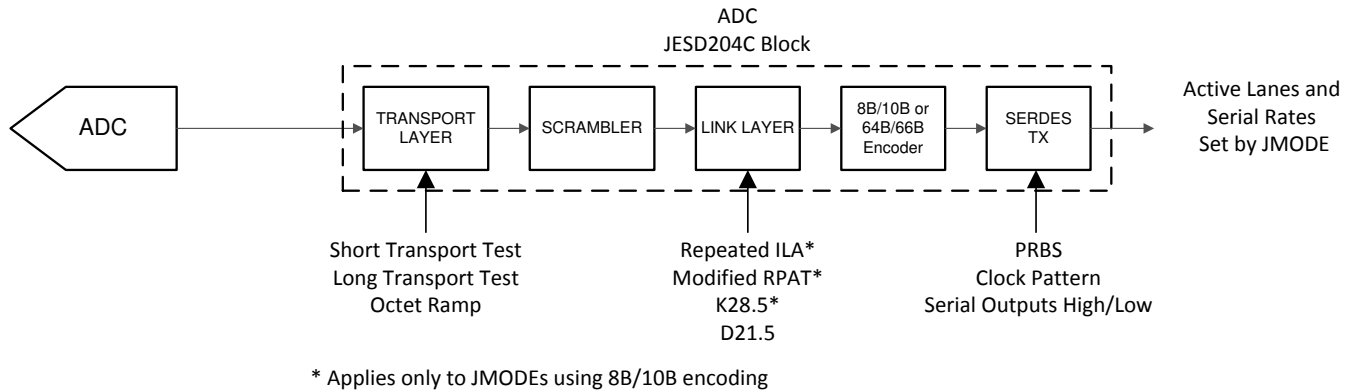 ADC
JESD204C Block
ADC
TRANSPORT
LAYER
SCRAMBLER
LINK LAYER
8B/10B or
64B/66B
Encoder
SERDES
TX
Active Lanes and
Serial Rates
Set by JMODE
Short Transport Test
Long Transport Test
Octet Ramp
Repeated ILA*
Modified RPAT*
K28.5*
D21.5
PRBS
Clock Pattern
Serial Outputs High/Low
* Applies only to JMODEs using 8B/10B encoding